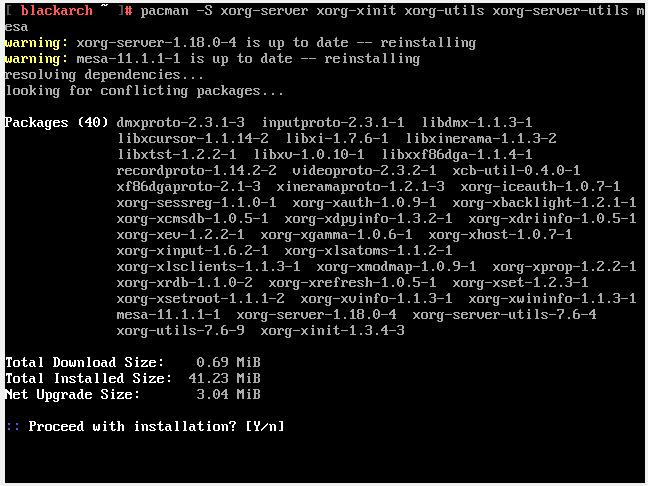 [ blackarch ~ ]# pacman -S xorg-server xorg-xinit xorg-utils xorg-server-utils m
esa
warning: xorg-server-1.18.0-4 is up to date -- reinstalling
warning: mesa-11.1.1-1 is up to date -- reinstalling
resolving dependencies...
looking for conflicting packages...
Packages (40) dmxproto-2.3.1-3 inputproto-2.3.1-1 libdmx-1.1.3-1
libxcursor-1.1.14-2 libxi-1.7.6-1 libxinerama-1.1.3-2
libxtst-1.2.2-1 libxv-1.0.10-1 libxxf86dga-1.1.4-1
recordproto-1.14.2-2 videoproto-2.3.2-1 xcb-util-0.4.0-1
xf86dgaproto-2.1-3 xineramaproto-1.2.1-3 xorg-iceauth-1.0.7-1
xorg-sessreg-1.1.0-1 xorg-xauth-1.0.9-1 xorg-xbacklight-1.2.1-1
xorg-xcmsdb-1.0.5-1 xorg-xdpyinfo-1.3.2-1 xorg-xdriinfo-1.0.5-1
xorg-xev-1.2.2-1 xorg-xgamma-1.0.6-1 xorg-xhost-1.0.7-1
xorg-xinput-1.6.2-1 xorg-xlsatoms-1.1.2-1
xorg-xlsclients-1.1.3-1 xorg-xmodmap-1.0.9-1 xorg-xprop-1.2.2-1
xorg-xrdb-1.1.0-2 xorg-xrefresh-1.0.5-1 xorg-xset-1.2.3-1
xorg-xsetroot-1.1.1-2 xorg-xvinfo-1.1.3-1 xorg-xwininfo-1.1.3-1
mesa-11.1.1-1 xorg-server-1.18.0-4 xorg-server-utils-7.6-4
xorg-utils-7.6-9 xorg-xinit-1.3.4-3
Total Download Size: 0.69 MiB
Total Installed Size: 41.23 MiB
Net Upgrade Size: 3.04 MiB
:: Proceed with installation? [Y/n]